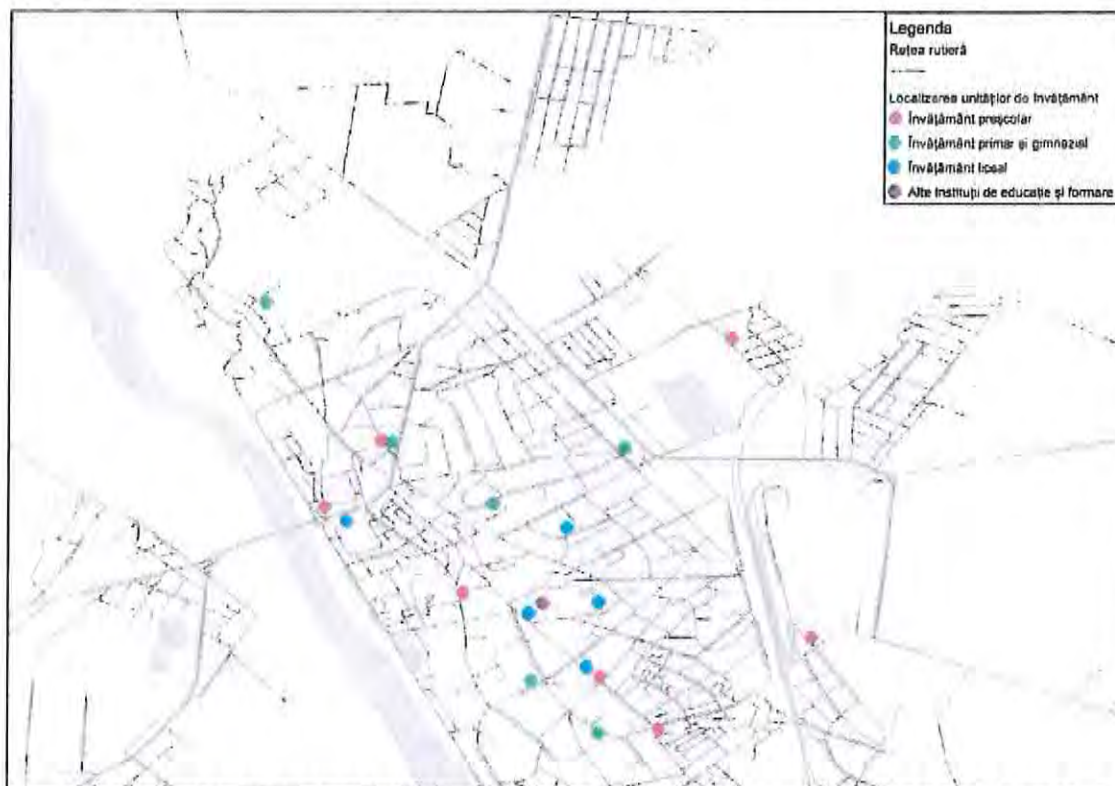 Legenda
Rețea rutieră
Localizarea unităților de învățământ
Învățământ preșcolar
Învățământ primar și gimnazial
Învățământ liceal
Alte instituții de educație și formare